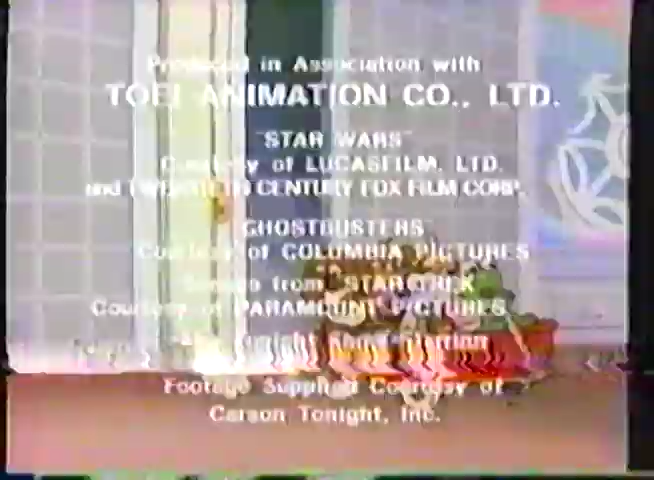 Produced in Association with
TOEI ANIMATION CO., LTD.
"STAR WARS"
Courtesy of LUCASFILM, LTD.
and TWENTIETH CENTURY FOX FILM CORP.
"GHOSTBUSTERS"
Courtesy of COLUMBIA PICTURES
Scenes from "STAR TREK"
Courtesy of PARAMOUNT PICTURES
Tonight Show
Footage Supplied Courtesy of
Carson Tonight, Inc.